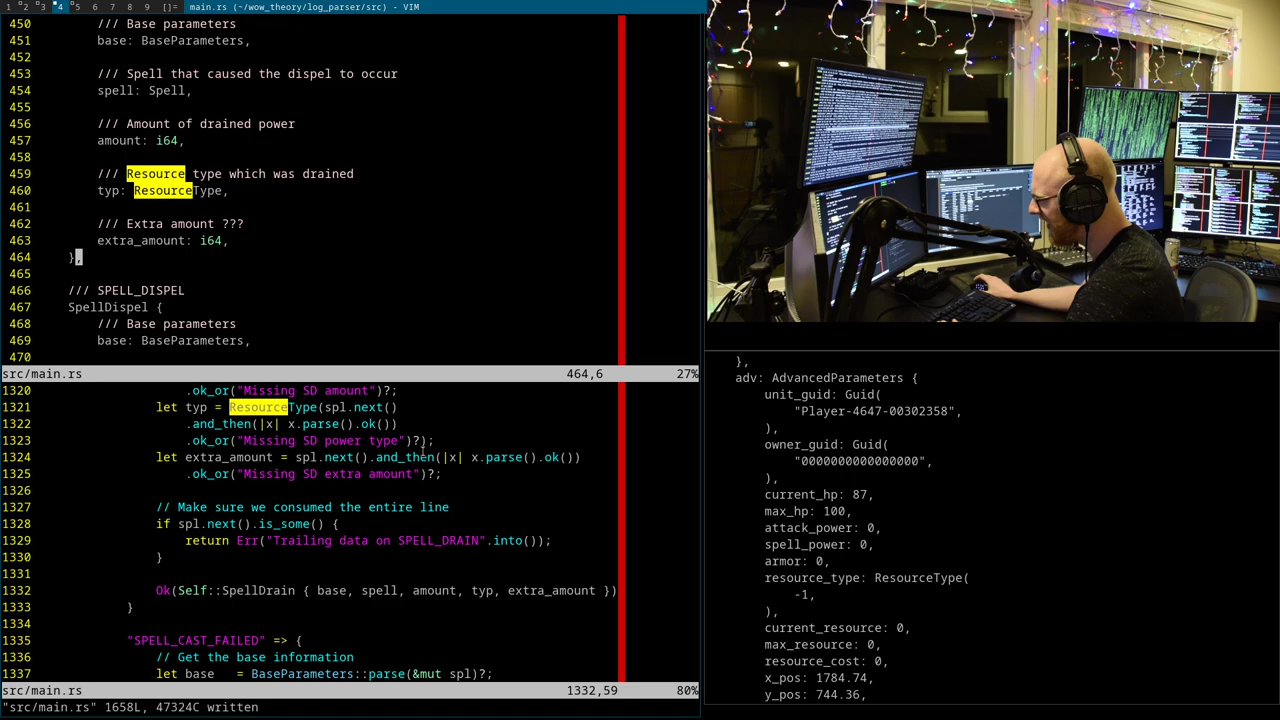 1 2 3 4 5 6 7 8 9 []= main.rs (~/wow_theory/log_parser/src) - VIM
450 /// Base parameters
451 base: BaseParameters,
452
453 /// Spell that caused the dispel to occur
454 spell: Spell,
455
456 /// Amount of drained power
457 amount: i64,
458
459 /// Resource type which was drained
460 typ: ResourceType,
461
462 /// Extra amount ???
463 extra_amount: i64,
464 },
465
466 /// SPELL_DISPEL
467 SpellDispel {
468 /// Base parameters
469 base: BaseParameters,
470
src/main.rs 464,6 27%
1320 .ok_or("Missing SD amount")?;
1321 let typ = ResourceType(spl.next()
1322 .and_then(|x| x.parse().ok())
1323 .ok_or("Missing SD power type")?);
1324 let extra_amount = spl.next().and_then(|x| x.parse().ok())
1325 .ok_or("Missing SD extra amount")?;
1326
1327 // Make sure we consumed the entire line
1328 if spl.next().is_some() {
1329 return Err("Trailing data on SPELL_DRAIN".into());
1330 }
1331
1332 Ok(Self::SpellDrain { base, spell, amount, typ, extra_amount })
1333 }
1334
1335 "SPELL_CAST_FAILED" => {
1336 // Get the base information
1337 let base = BaseParameters::parse(&mut spl)?;
src/main.rs 1332,59 80%
"src/main.rs" 1658L, 47324C written
},
adv: AdvancedParameters {
unit_guid: Guid(
"Player-4647-00302358",
),
owner_guid: Guid(
"0000000000000000",
),
current_hp: 87,
max_hp: 100,
attack_power: 0,
spell_power: 0,
armor: 0,
resource_type: ResourceType(
-1,
),
current_resource: 0,
max_resource: 0,
resource_cost: 0,
x_pos: 1784.74,
y_pos: 744.36,